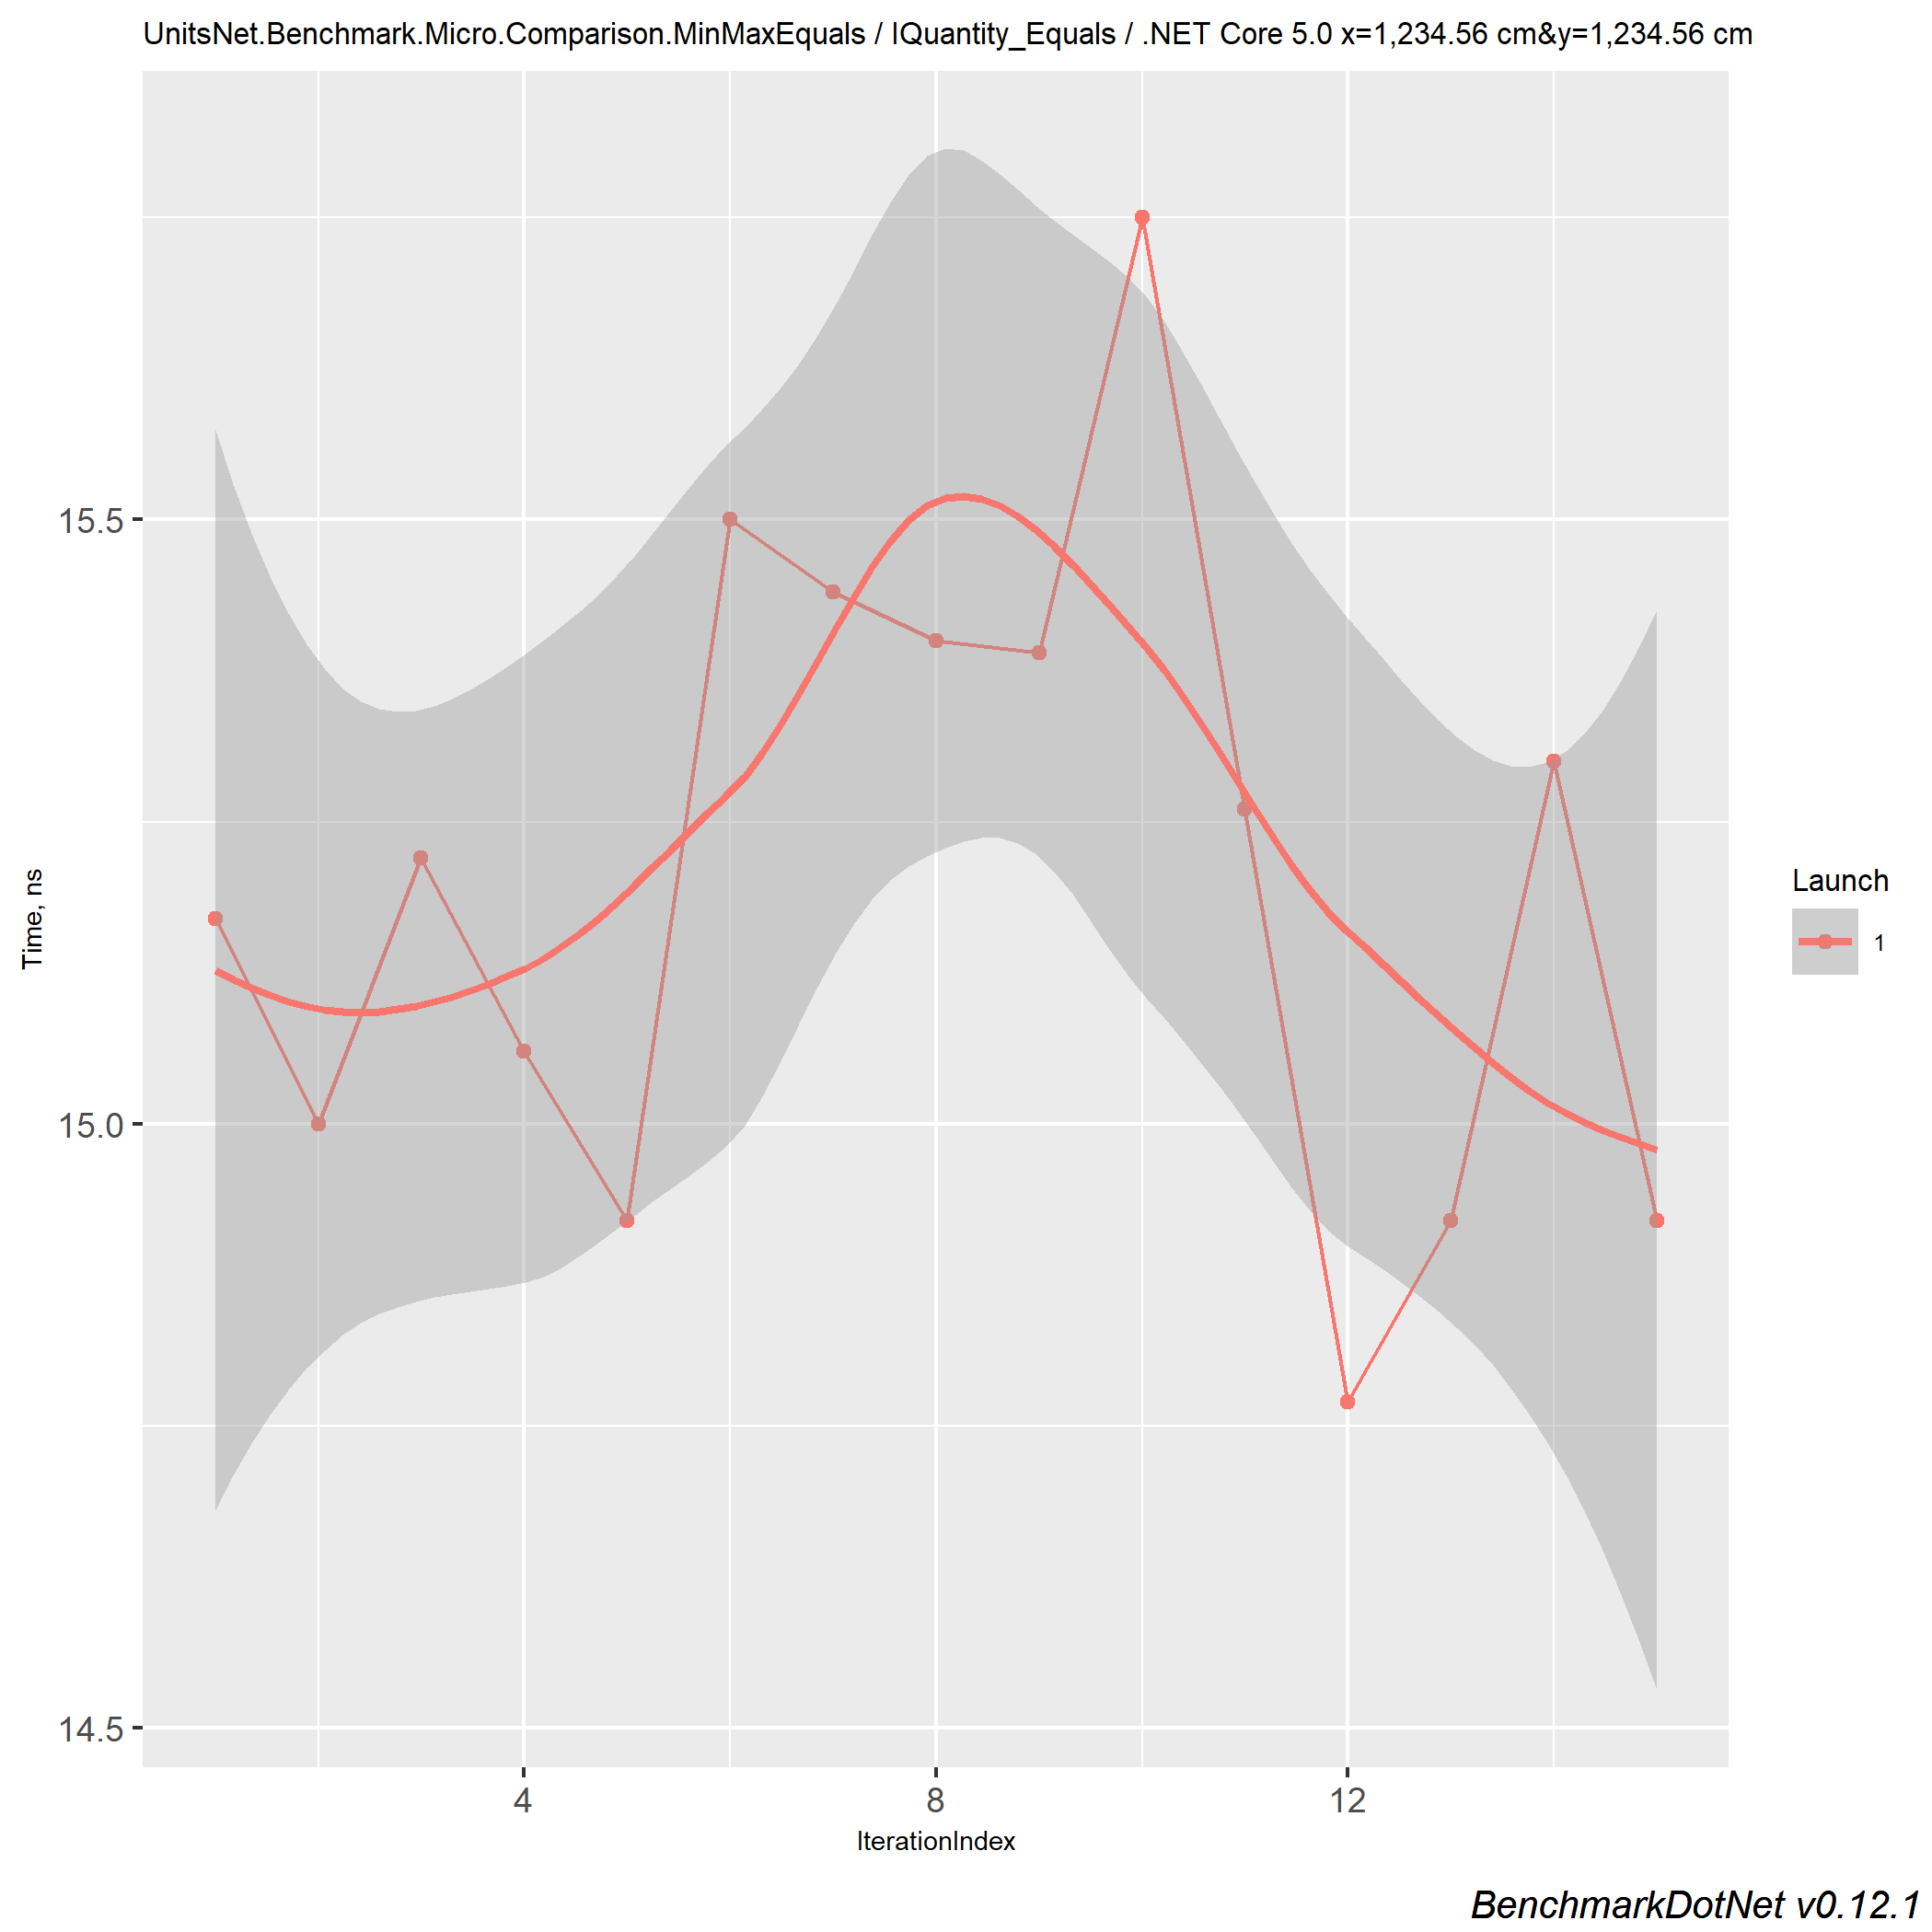 UnitsNet.Benchmark.Micro.Comparison.MinMaxEquals / IQuantity_Equals / .NET Core 5.0 x=1,234.56 cm&y=1,234.56 cm
15.5
15.0
14.5
Time, ns
4
8
12
IterationIndex
Launch
1
BenchmarkDotNet v0.12.1